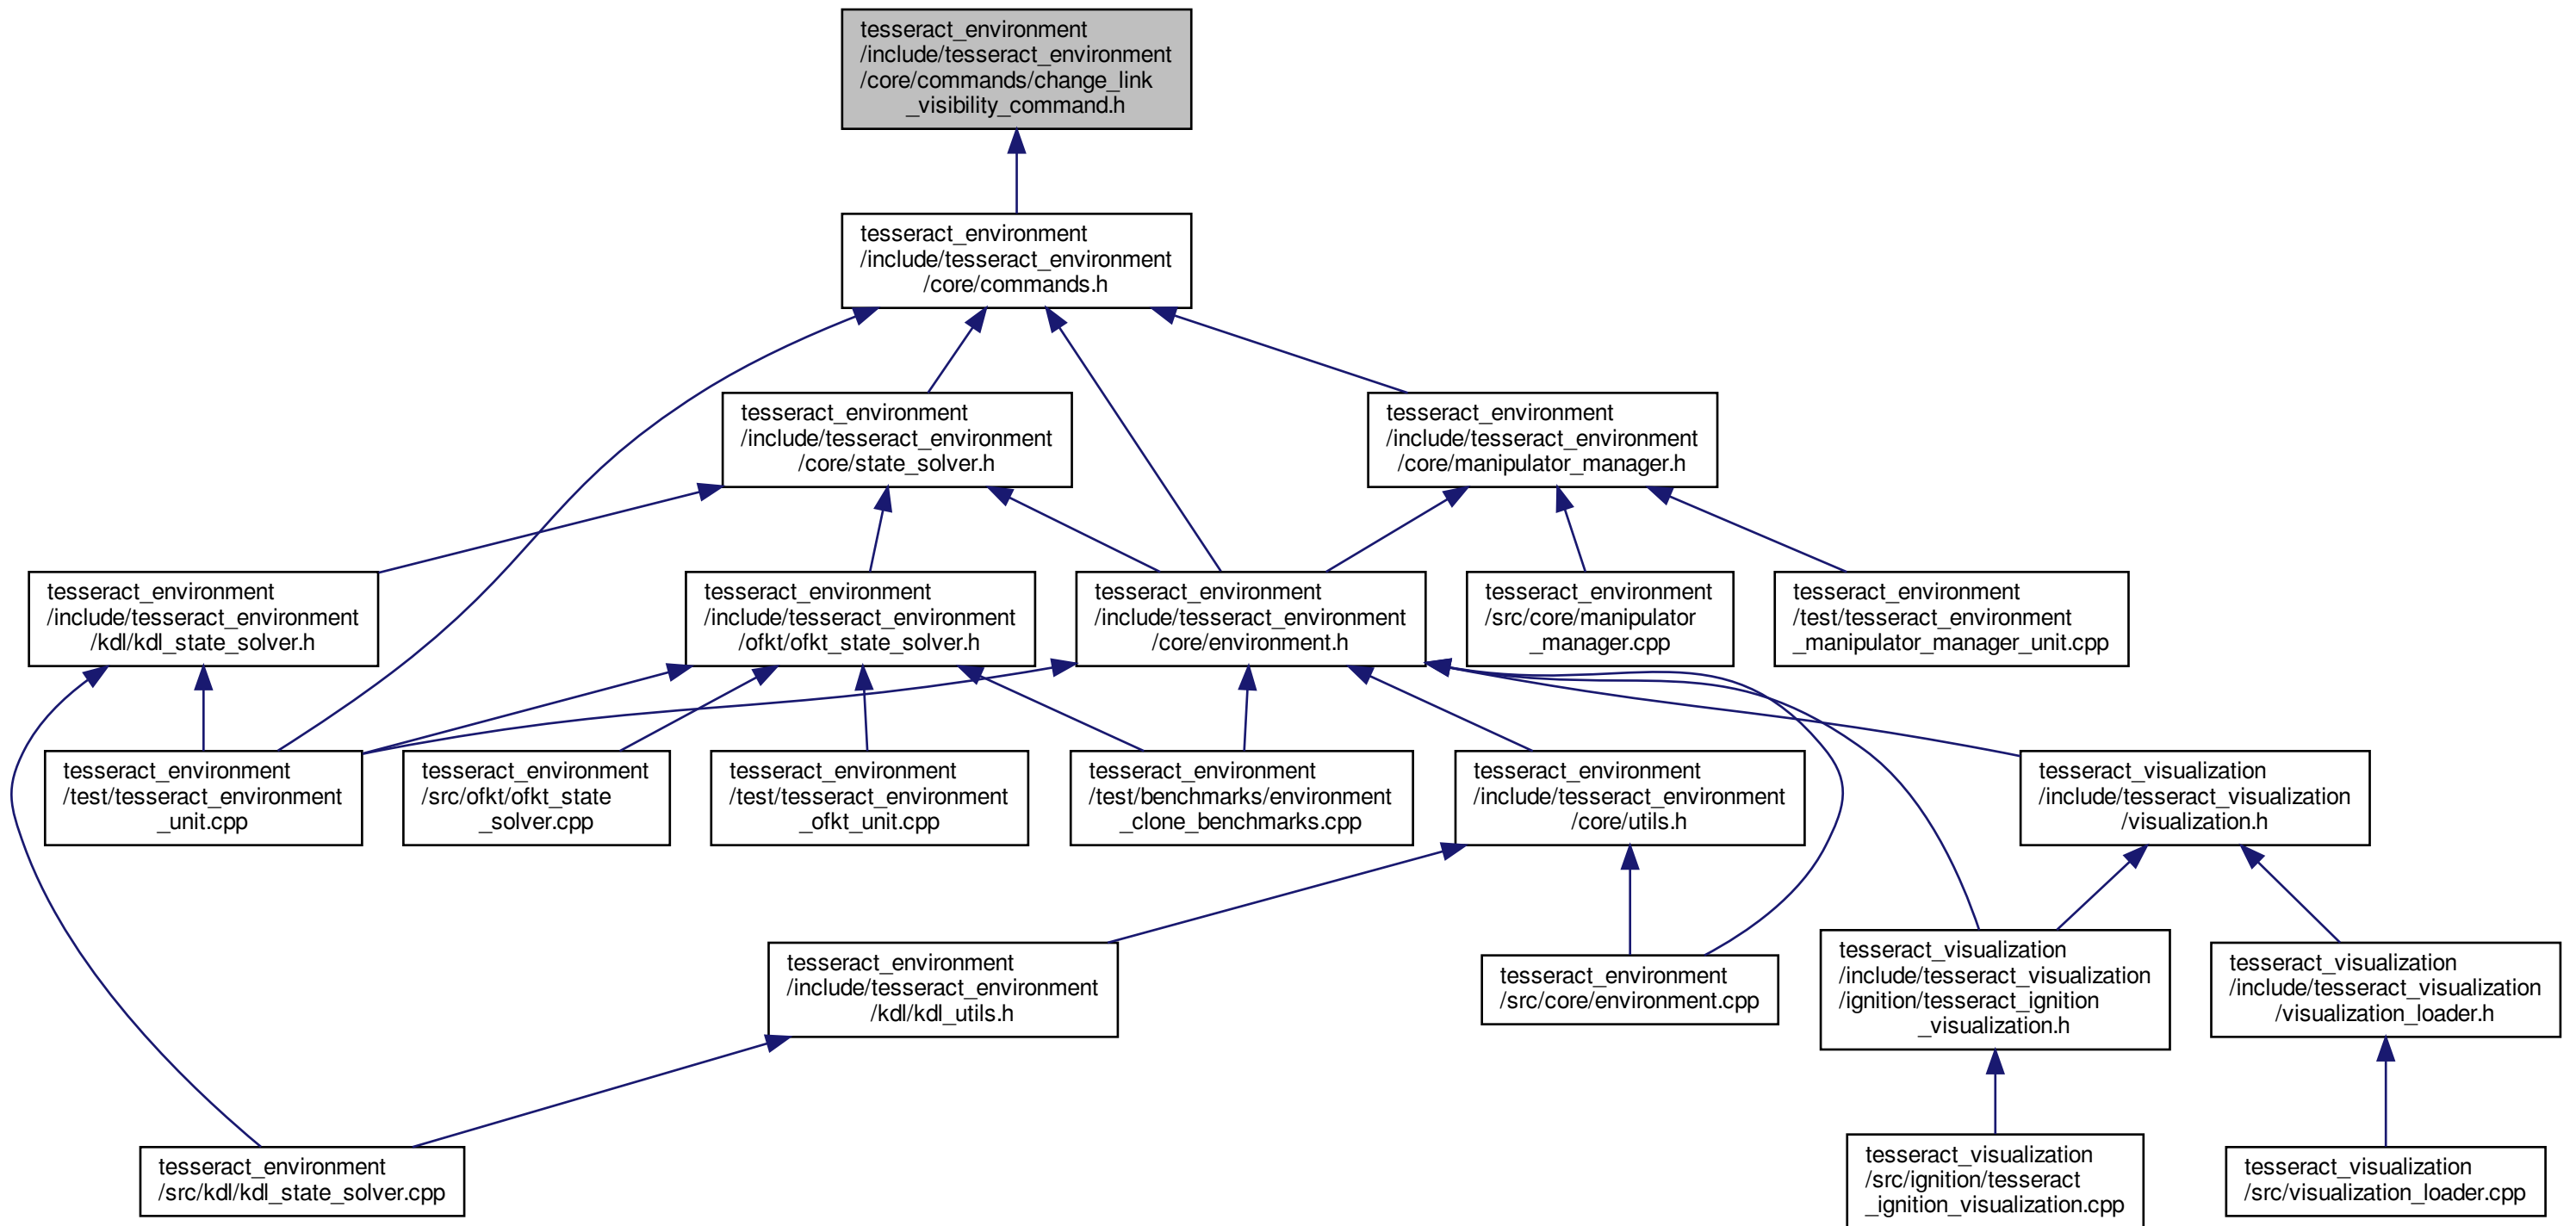 tesseract_environment
/include/tesseract_environment
/core/commands/change_link
_visibility_command.h
tesseract_environment
/include/tesseract_environment
/core/commands.h
tesseract_environment
/include/tesseract_environment
/core/state_solver.h
tesseract_environment
/include/tesseract_environment
/core/manipulator_manager.h
tesseract_environment
/include/tesseract_environment
/kdl/kdl_state_solver.h
tesseract_environment
/include/tesseract_environment
/ofkt/ofkt_state_solver.h
tesseract_environment
/include/tesseract_environment
/core/environment.h
tesseract_environment
/src/core/manipulator
_manager.cpp
tesseract_environment
/test/tesseract_environment
_manipulator_manager_unit.cpp
tesseract_environment
/test/tesseract_environment
_unit.cpp
tesseract_environment
/src/ofkt/ofkt_state
_solver.cpp
tesseract_environment
/test/tesseract_environment
_ofkt_unit.cpp
tesseract_environment
/test/benchmarks/environment
_clone_benchmarks.cpp
tesseract_environment
/include/tesseract_environment
/core/utils.h
tesseract_visualization
/include/tesseract_visualization
/visualization.h
tesseract_environment
/include/tesseract_environment
/kdl/kdl_utils.h
tesseract_environment
/src/core/environment.cpp
tesseract_visualization
/include/tesseract_visualization
/ignition/tesseract_ignition
_visualization.h
tesseract_visualization
/include/tesseract_visualization
/visualization_loader.h
tesseract_environment
/src/kdl/kdl_state_solver.cpp
tesseract_visualization
/src/ignition/tesseract
_ignition_visualization.cpp
tesseract_visualization
/src/visualization_loader.cpp